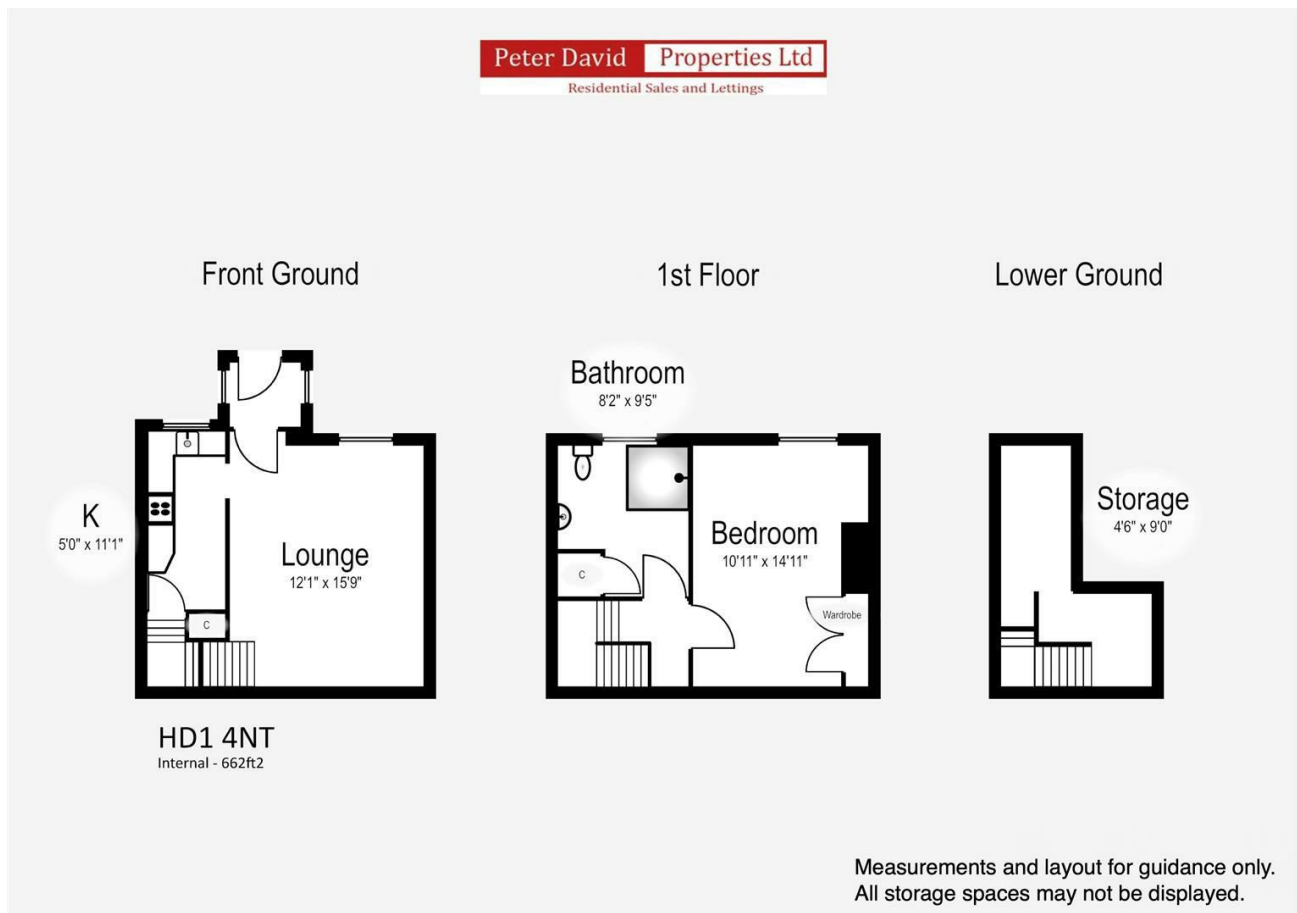 Peter David Properties Ltd
Residential Sales and Lettings
Front Ground
1st Floor
Lower Ground
Bathroom
8'2" x 9'5"
K
5'0" x 11'1"
Lounge
12'1" x 15'9"
C
C
Bedroom
10'11" x 14'11"
Wardrobe
Storage
4'6" x 9'0"
HD1 4NT
Internal - 662ft2
Measurements and layout for guidance only.
All storage spaces may not be displayed.